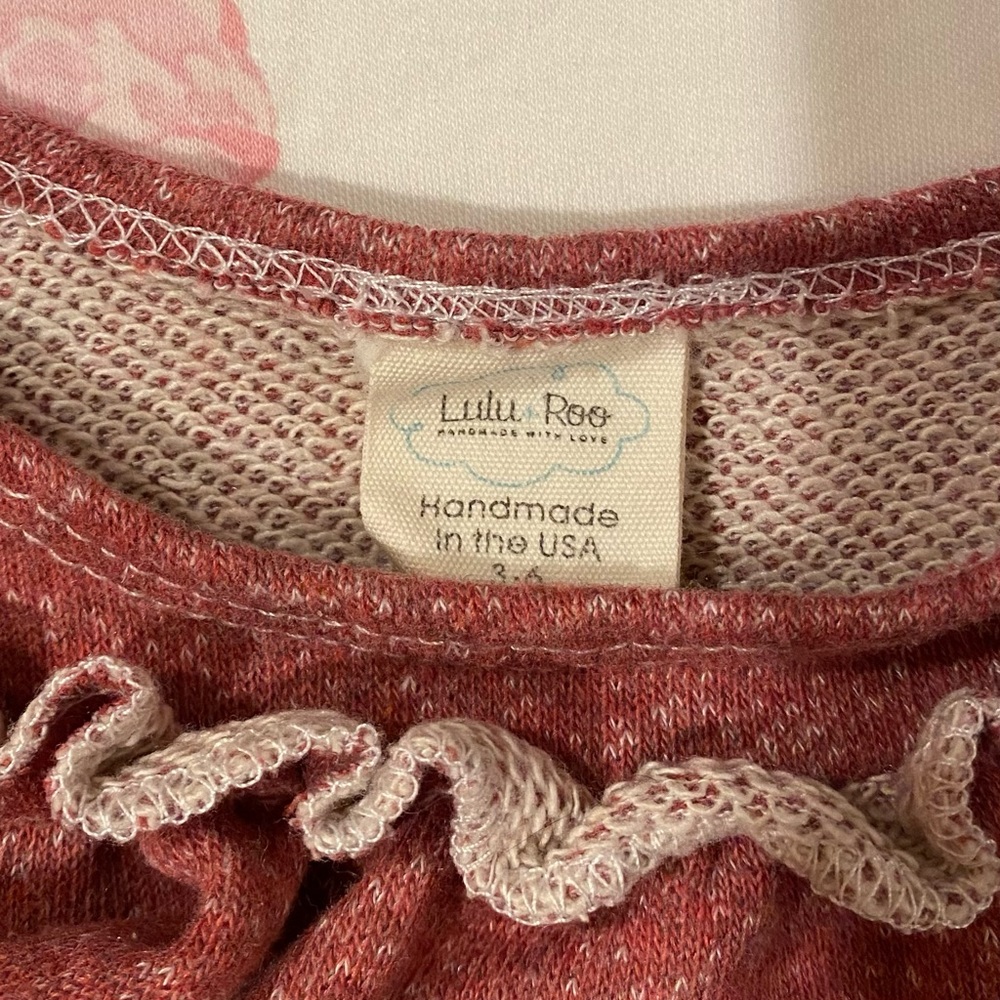 Lulu + Roo
HANDMADE WITH LOVE
Handmade
in the USA
3-6